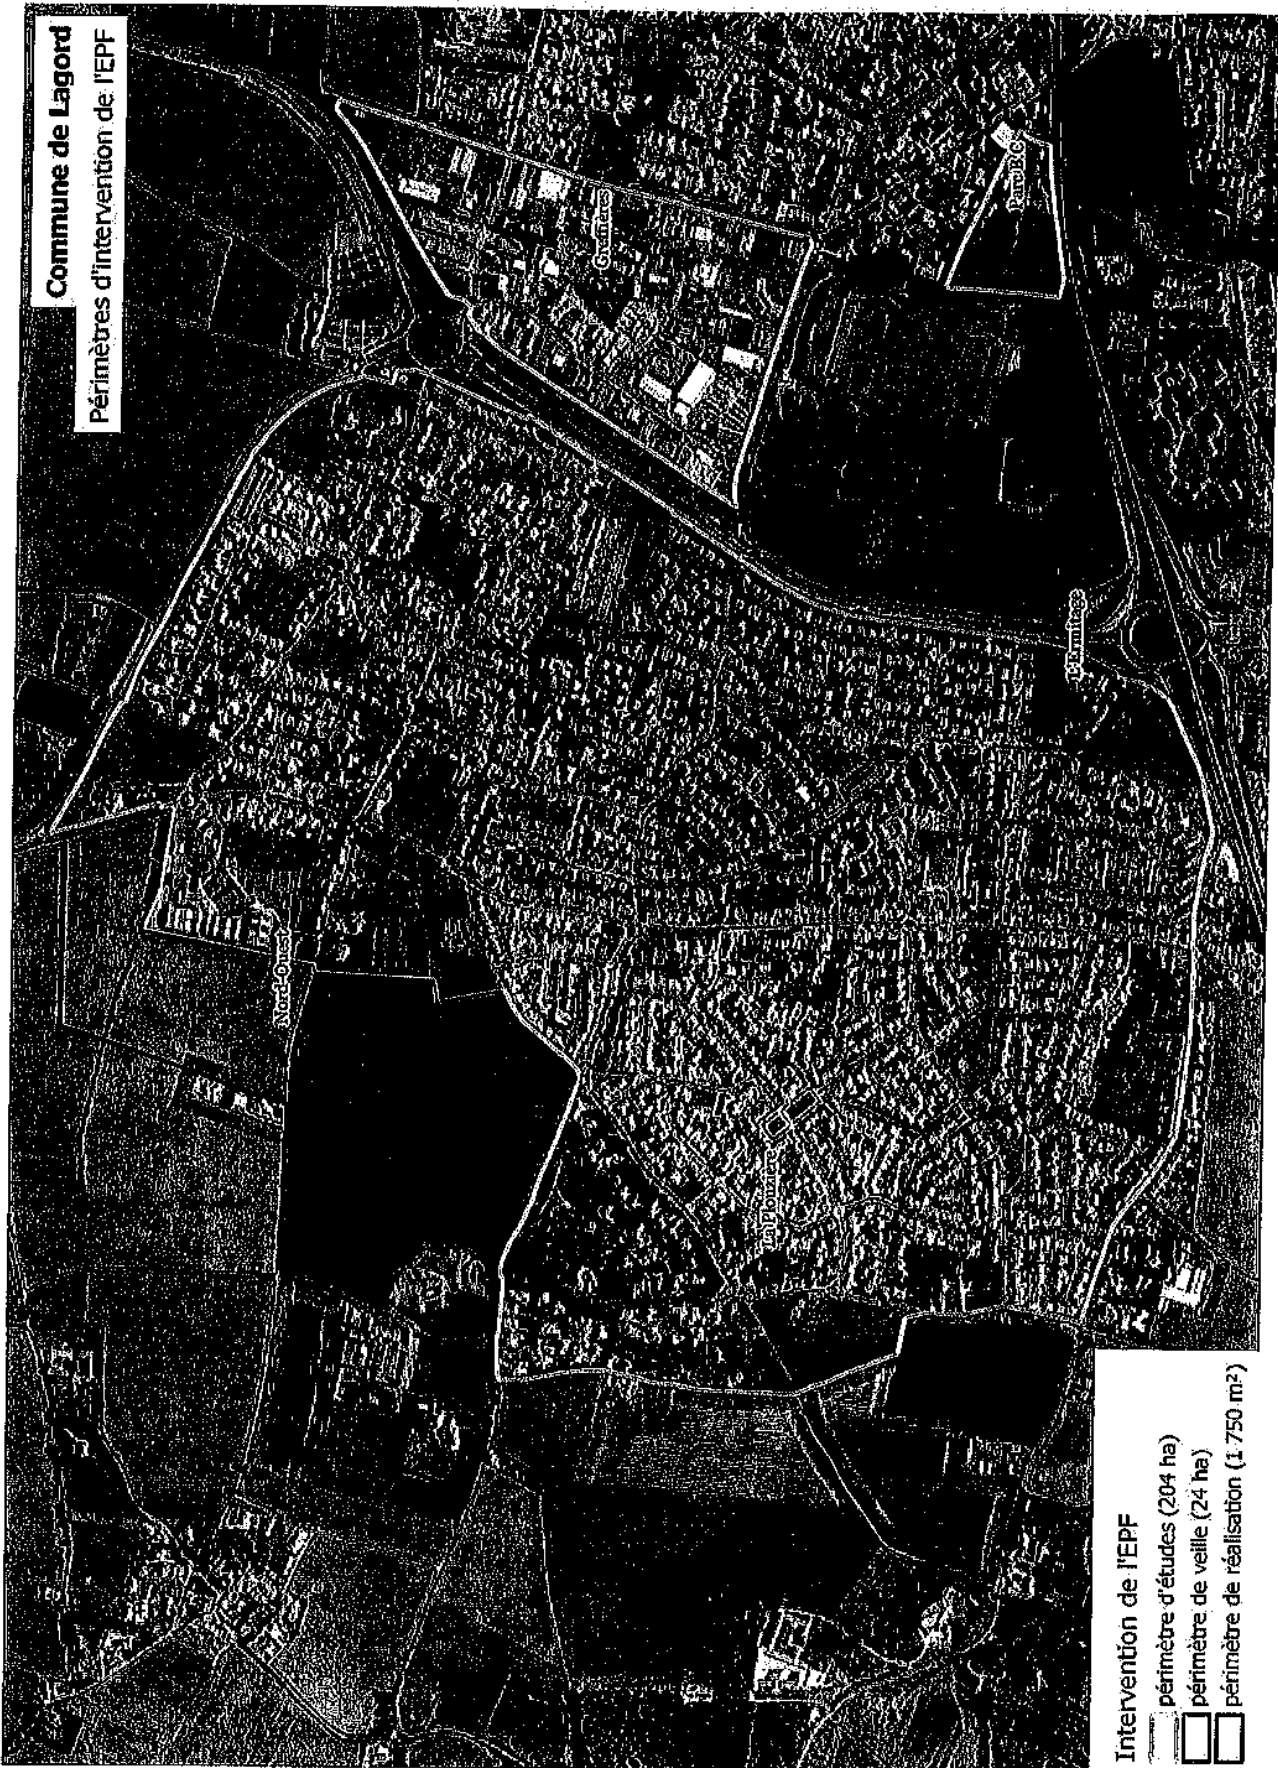 Commune de Lagord
Périmètres d'intervention de l'EPF
Nord-Ouest
Intervention de l'EPF
périmètre d'études (204 ha)
périmètre de veille (24 ha)
périmètre de réalisation (1 750 m²)